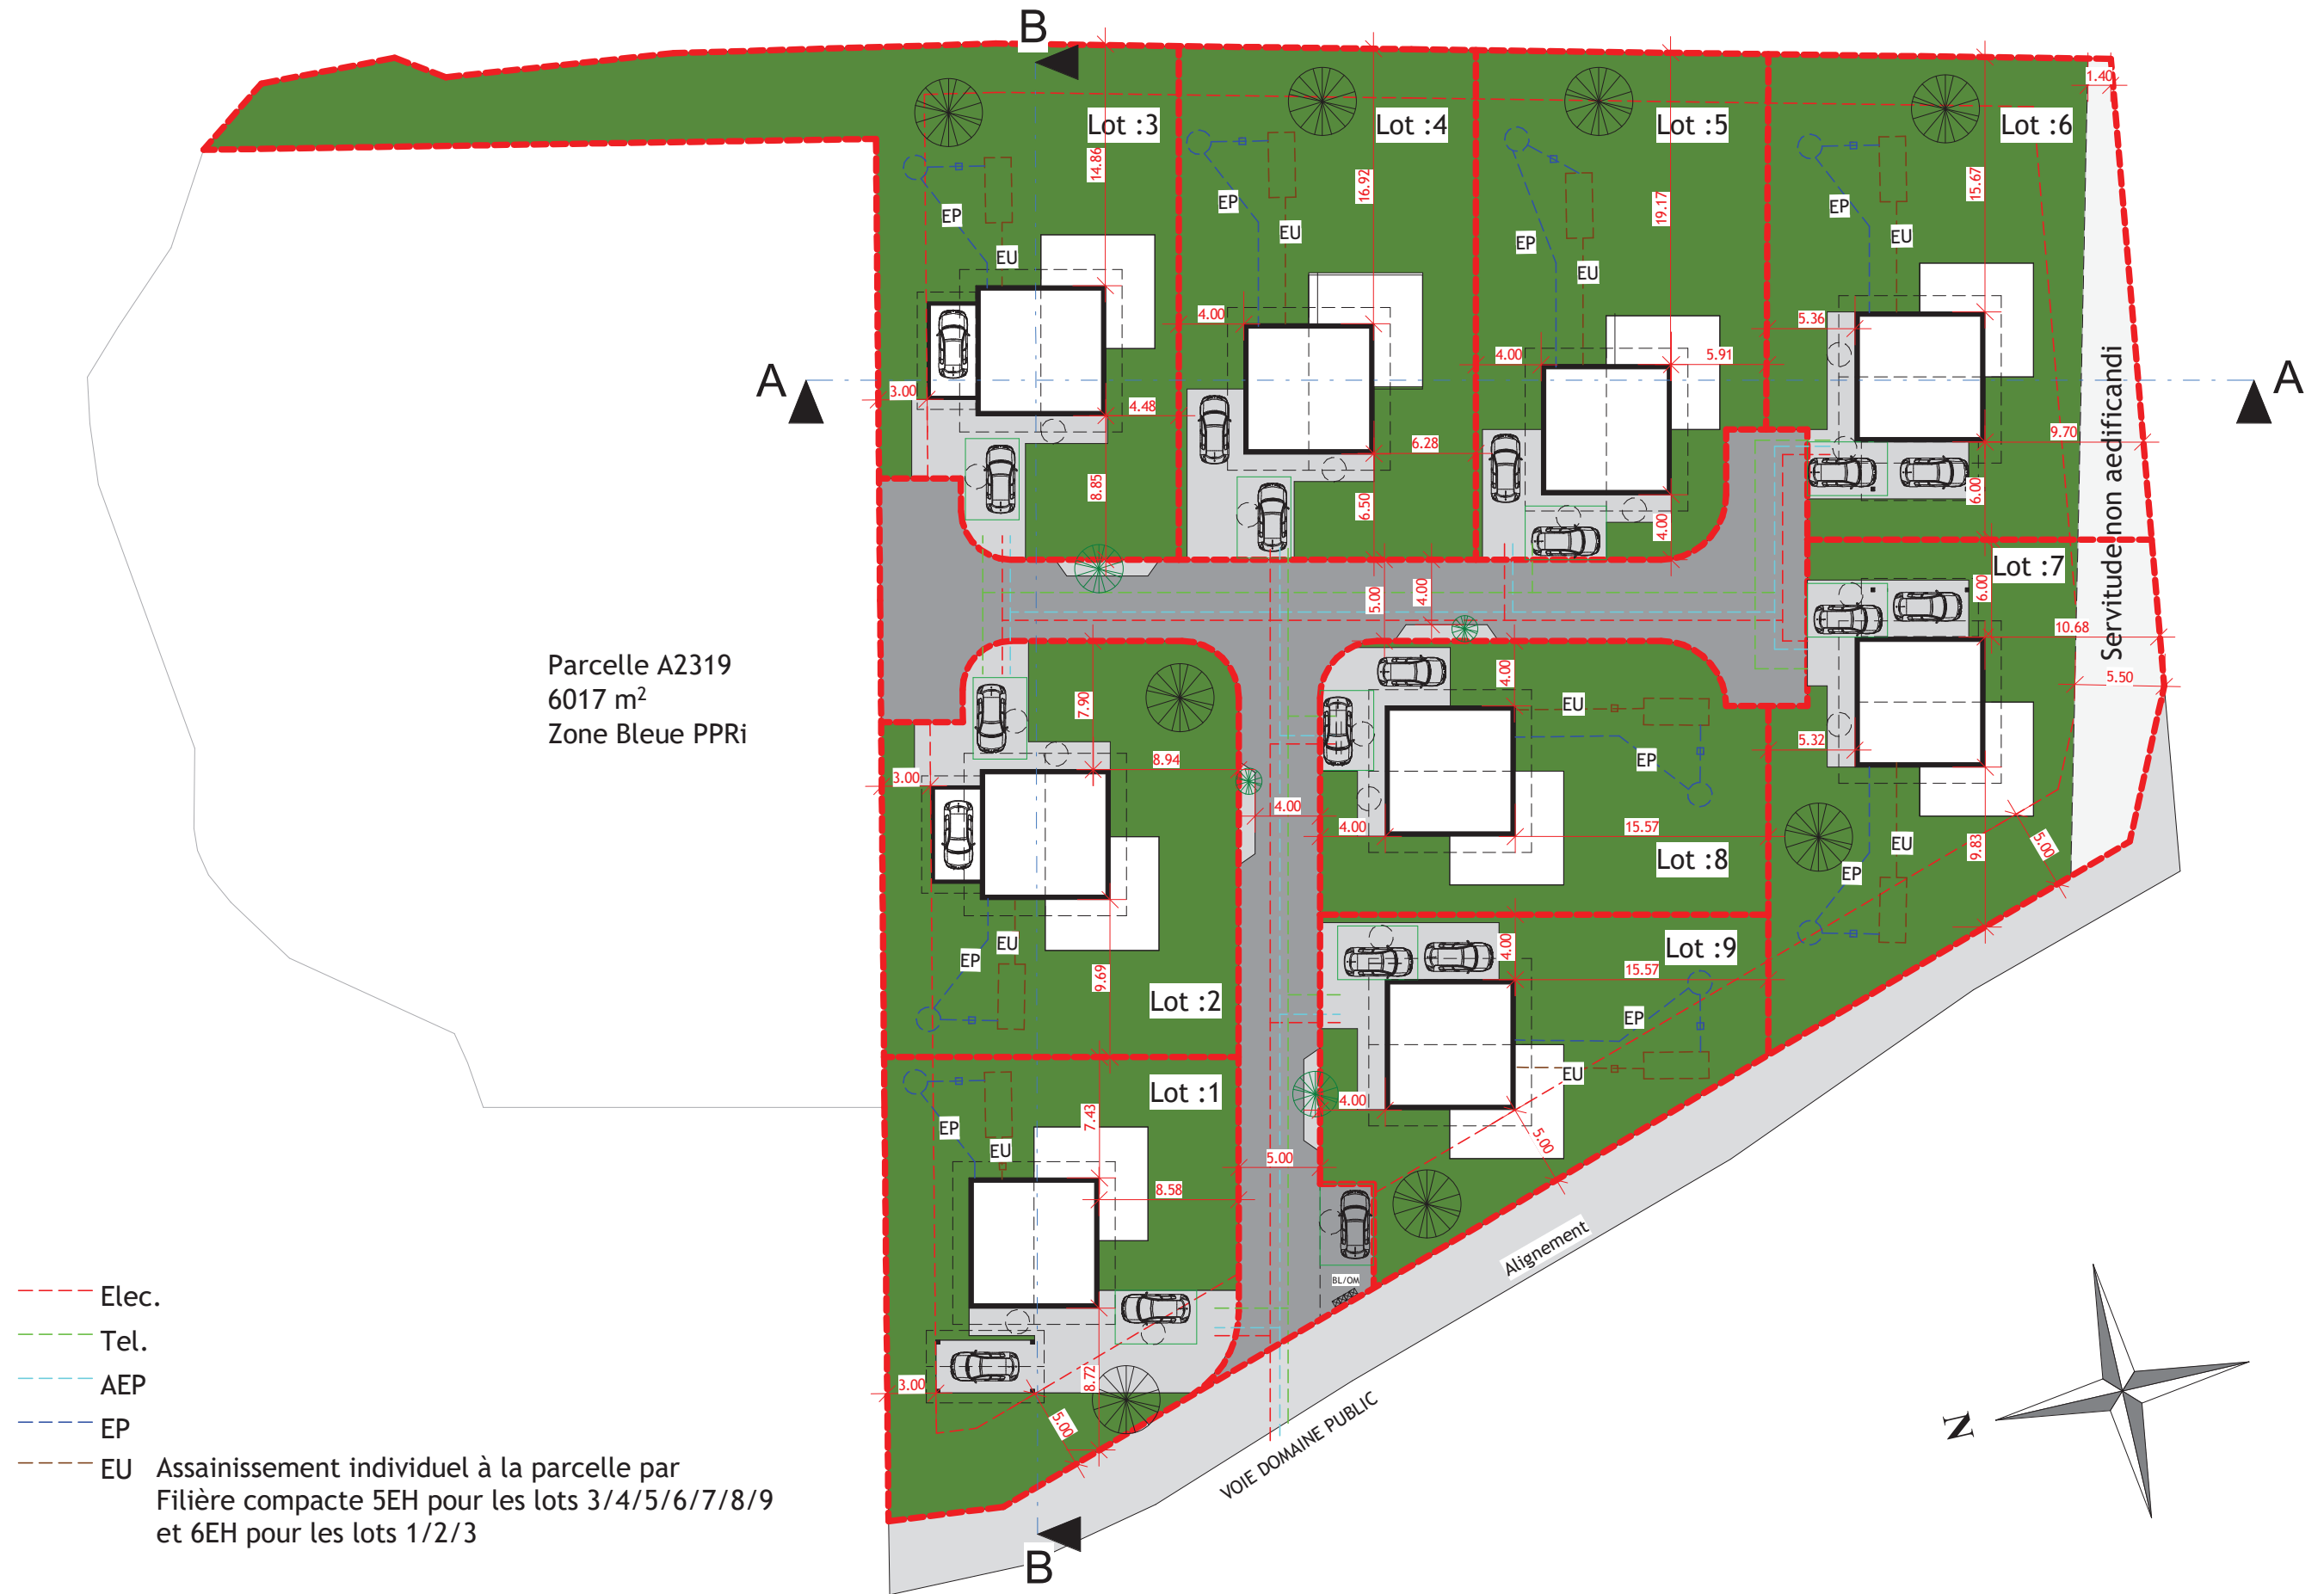 B
1.40
Lot :3
Lot :4
Lot :5
Lot :6
14.86
16.92
19.17
15.67
EP
EU
EP
EU
EP
EU
EP
EU
4.00
4.00
5.91
5.36
A
A
3.00
4.48
6.28
9.70
8.85
6.50
4.00
6.00
Servitude non aedificandi
Lot :7
5.00
4.00
6.00
10.68
5.50
Parcelle A2319
6017 m²
Zone Bleue PPRi
7.90
8.94
3.00
4.00
4.00
EU
EP
5.32
4.00
15.57
Lot :8
9.83
5.00
EU
EP
EU
EP
9.69
Lot :2
4.00
Lot :9
15.57
EP
EU
4.00
5.00
Lot :1
7.43
EP
EU
5.00
8.58
BL/OM
Alignement
3.00
8.72
5.00
VOIE DOMAINE PUBLIC
B
N
Elec.
Tel.
AEP
EP
EU Assainissement individuel à la parcelle par
Filière compacte 5EH pour les lots 3/4/5/6/7/8/9
et 6EH pour les lots 1/2/3